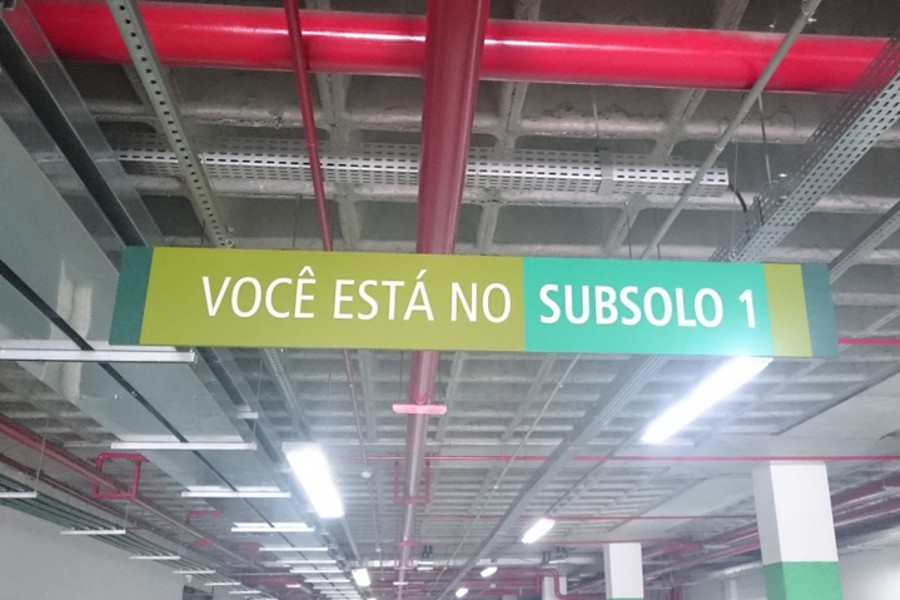 VOCÊ ESTÁ NO SUBSOLO 1